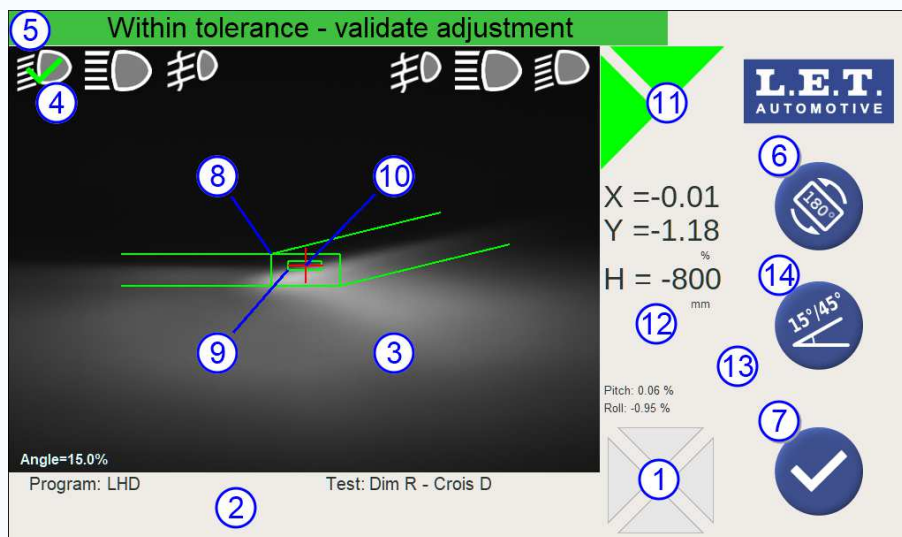 Within tolerance - validate adjustment
5
4
11
L.E.T.
AUTOMOTIVE
6
180°
8
10
X =-0.01
Y =-1.18
%
H = -800
mm
14
15°/45°
12
9
3
13
Pitch: 0.06 %
Roll: -0.95 %
7
Angle=15.0%
Program: LHD
Test: Dim R - Crois D
1
2